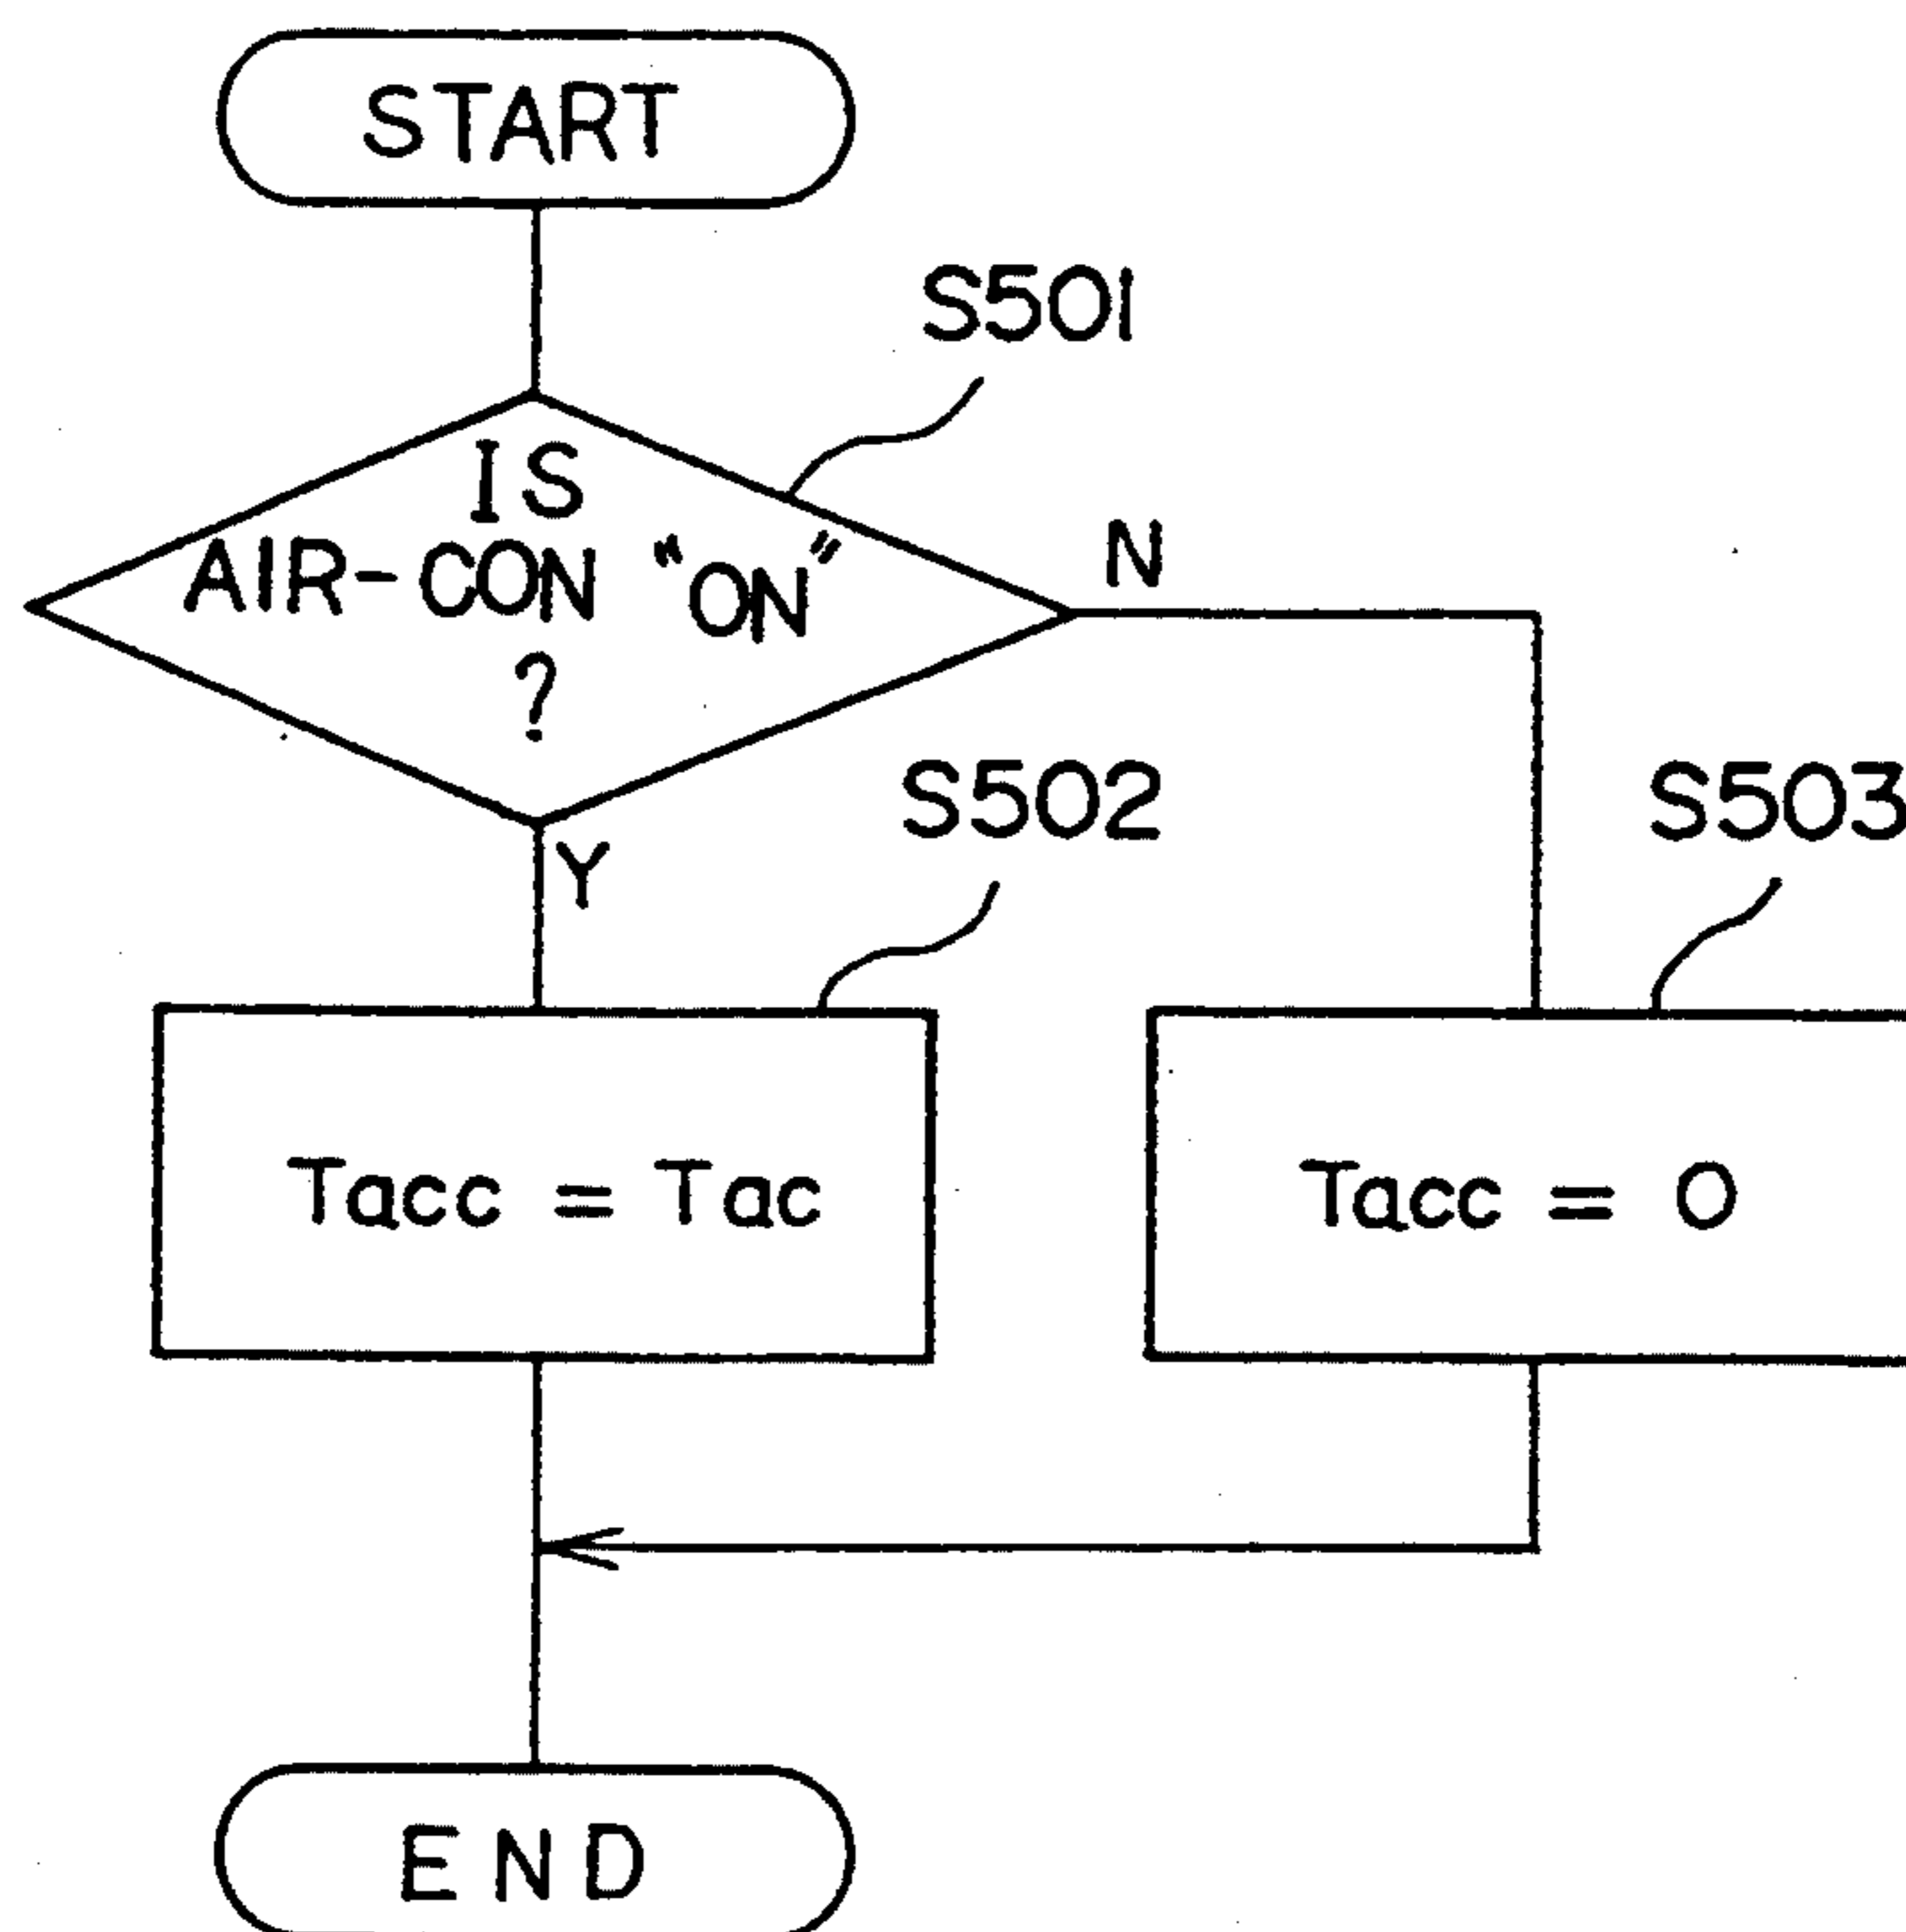 START
S501
IS
AIR-CON "ON"
?
N
Y
S502
S503
Tacc = Tac
Tacc = 0
END